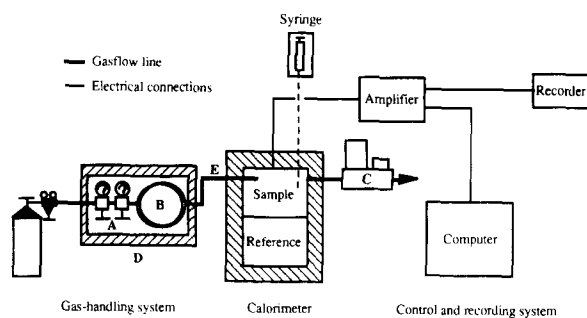 Syringe
Gasflow line
Electrical connections
Amplifier
Recorder
E
Sample
C
B
A
Reference
D
Computer
Gas-handling system
Calorimeter
Control and recording system